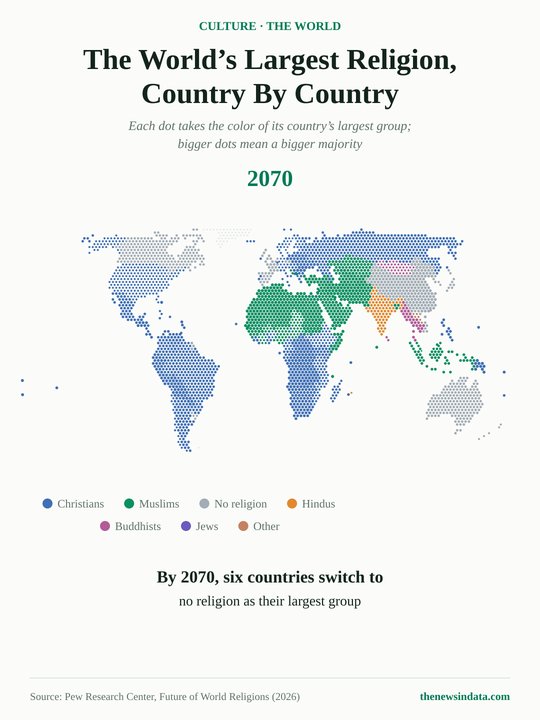 CULTURE · THE WORLD
The World’s Largest Religion,
Country By Country
Each dot takes the color of its country’s largest group;
bigger dots mean a bigger majority
2070
Christians Muslims No religion Hindus
Buddhists Jews Other
By 2070, six countries switch to
no religion as their largest group
Source: Pew Research Center, Future of World Religions (2026) thenewsindata.com